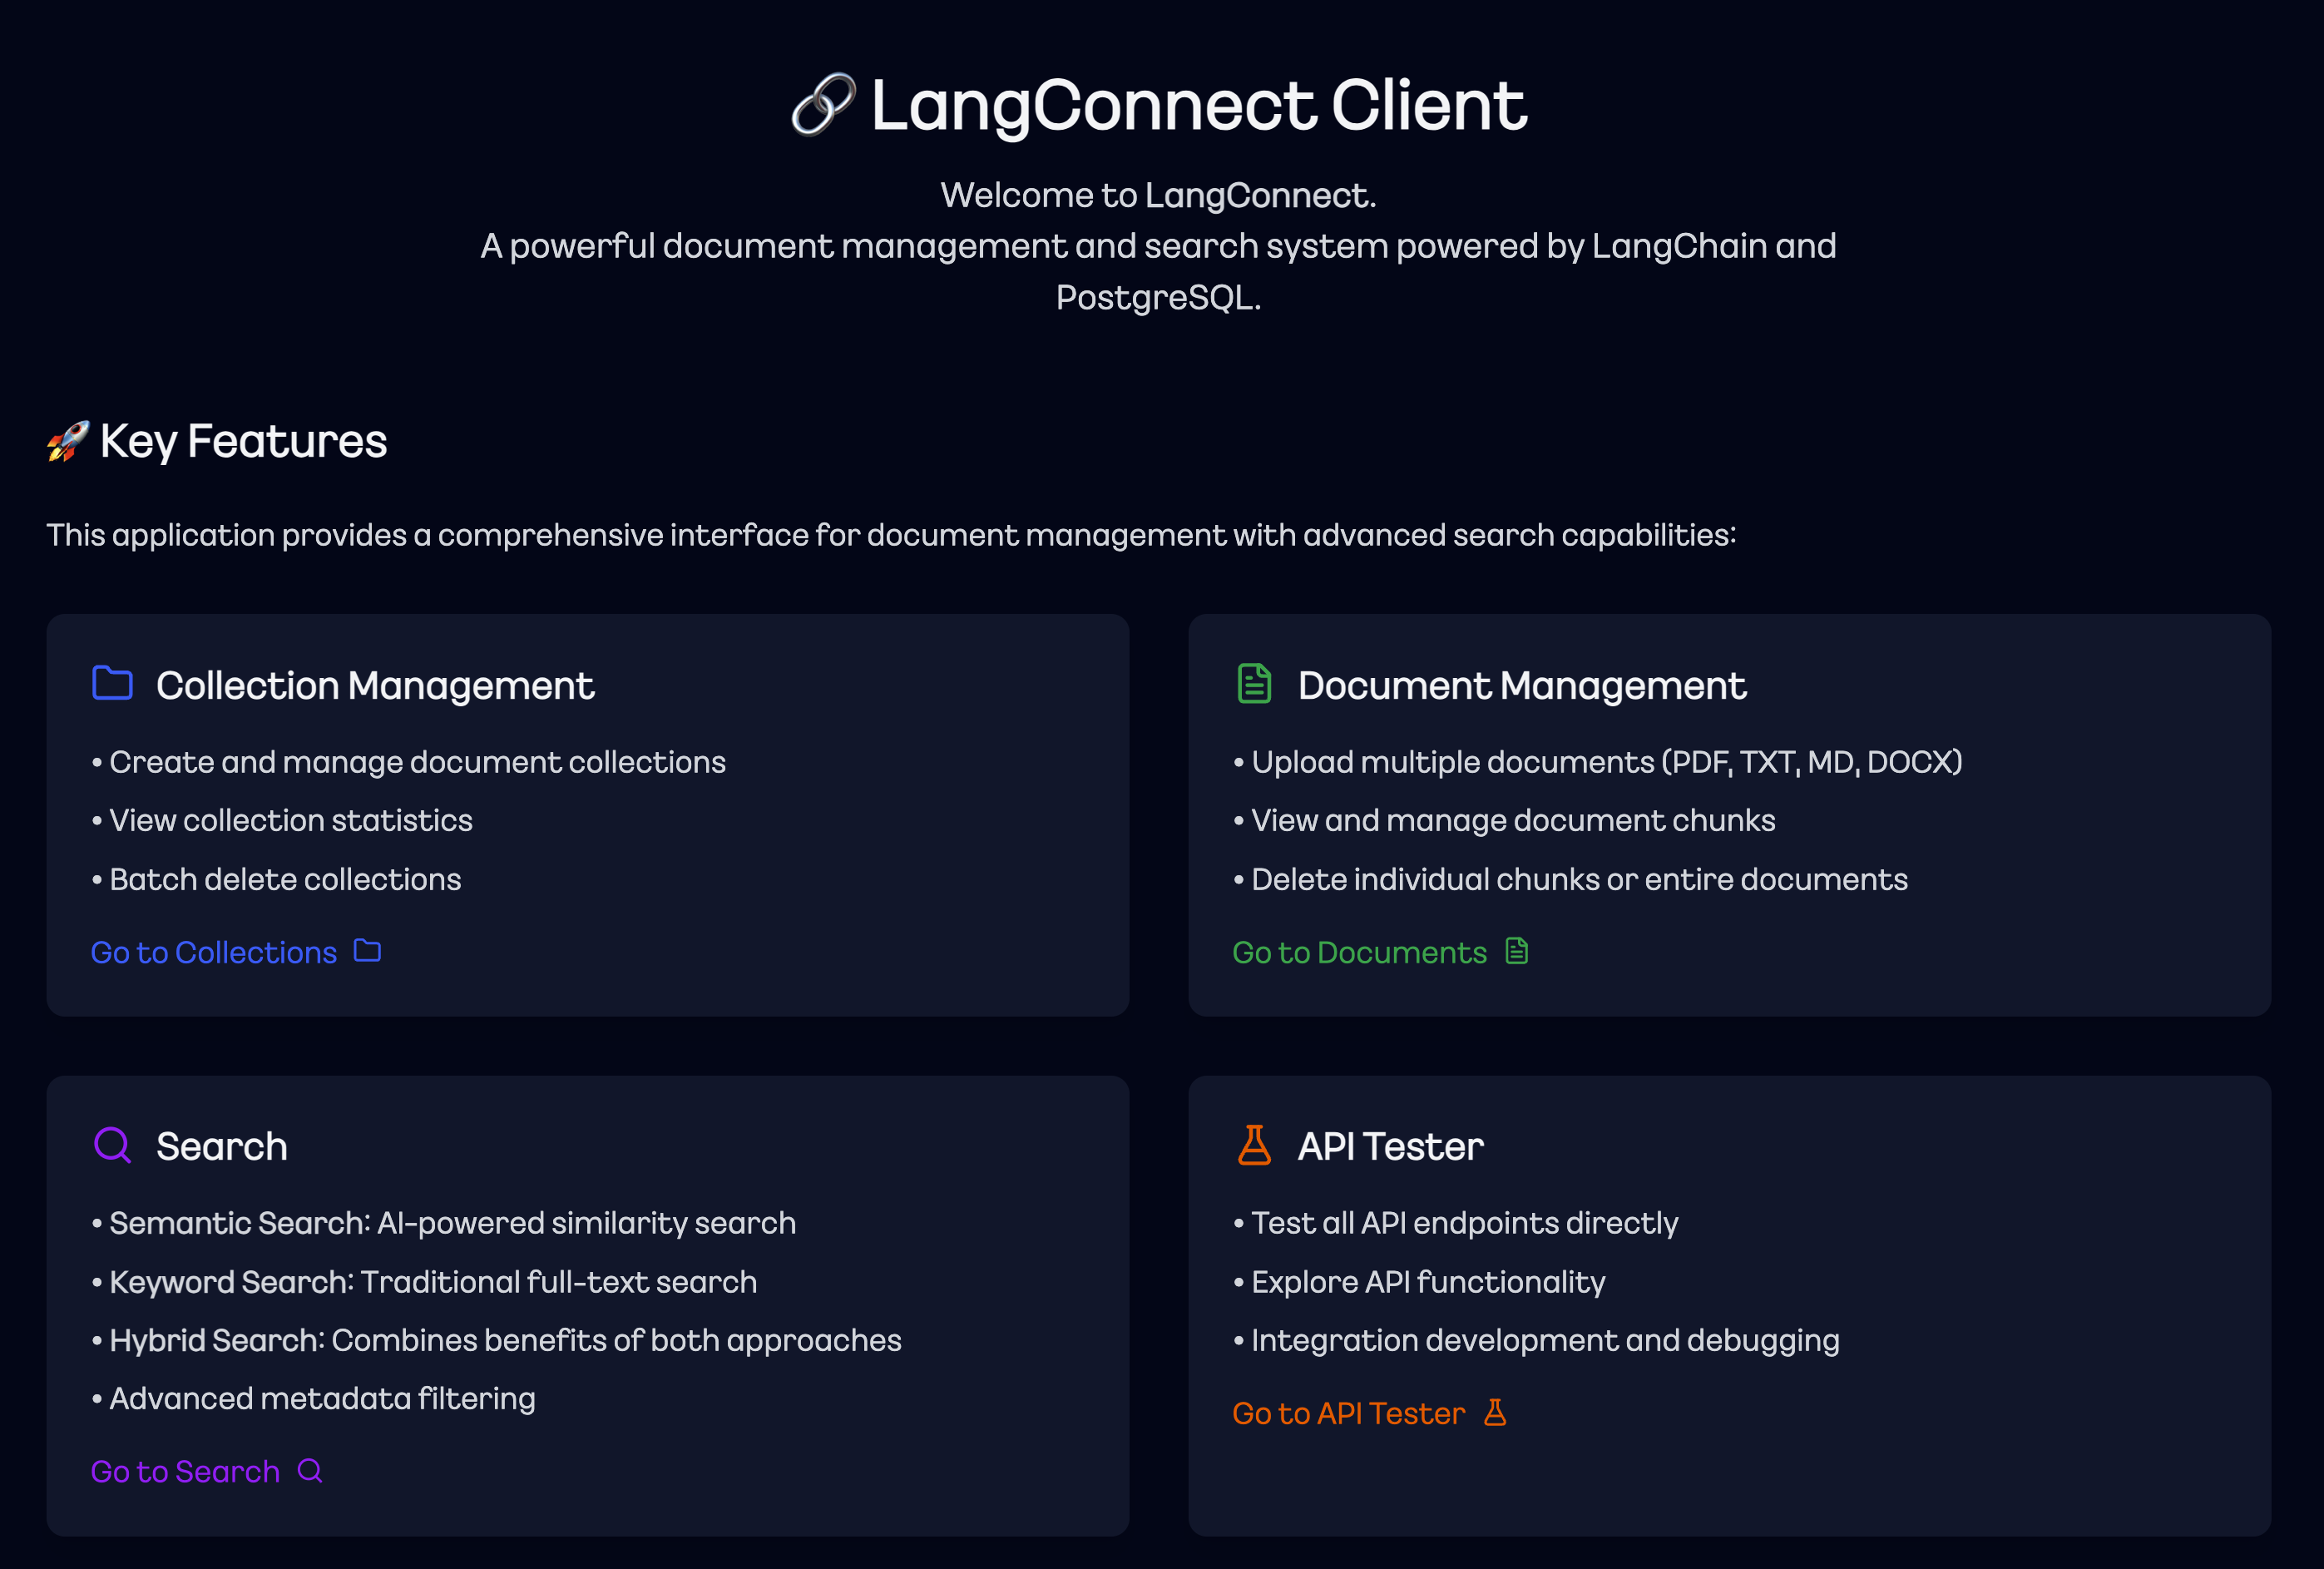 🔗 LangConnect Client
Welcome to LangConnect.
A powerful document management and search system powered by LangChain and
PostgreSQL.
🚀 Key Features
This application provides a comprehensive interface for document management with advanced search capabilities:
Collection Management
• Create and manage document collections
• View collection statistics
• Batch delete collections
Go to Collections
Document Management
• Upload multiple documents (PDF, TXT, MD, DOCX)
• View and manage document chunks
• Delete individual chunks or entire documents
Go to Documents
Search
• Semantic Search: AI-powered similarity search
• Keyword Search: Traditional full-text search
• Hybrid Search: Combines benefits of both approaches
• Advanced metadata filtering
Go to Search
API Tester
• Test all API endpoints directly
• Explore API functionality
• Integration development and debugging
Go to API Tester